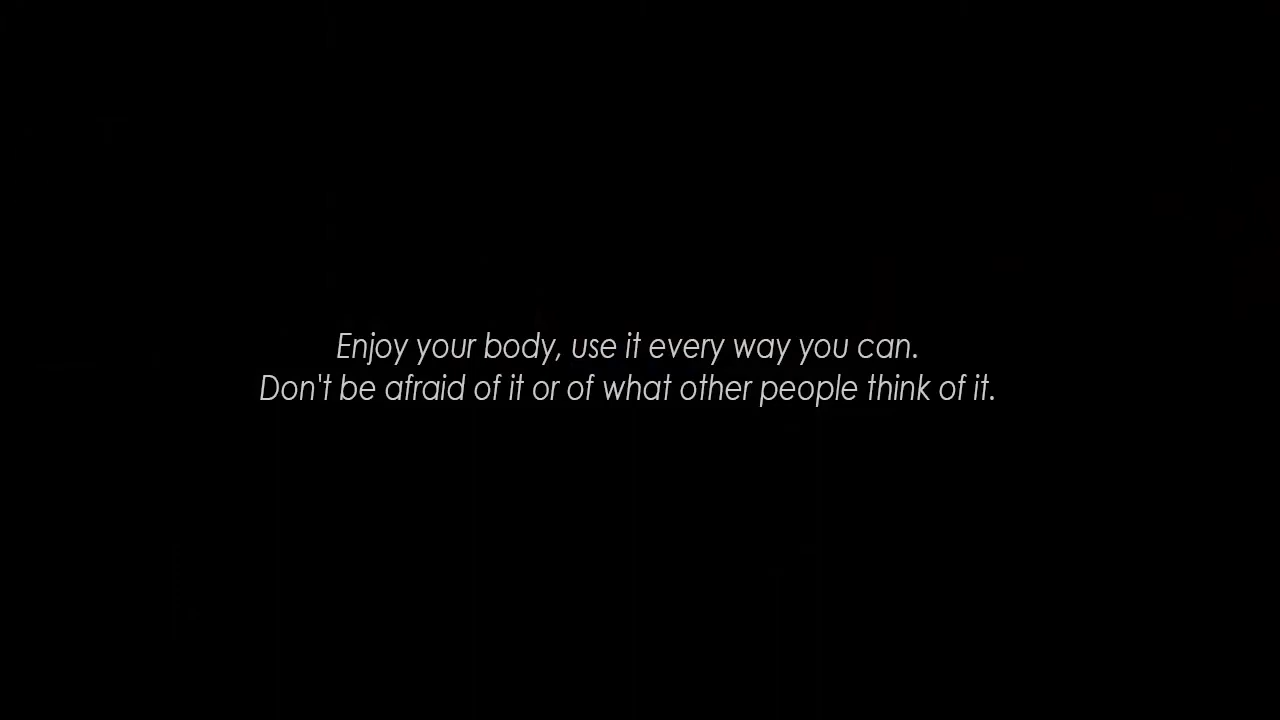 Enjoy your body, use it every way you can.
Don't be afraid of it or of what other people think of it.